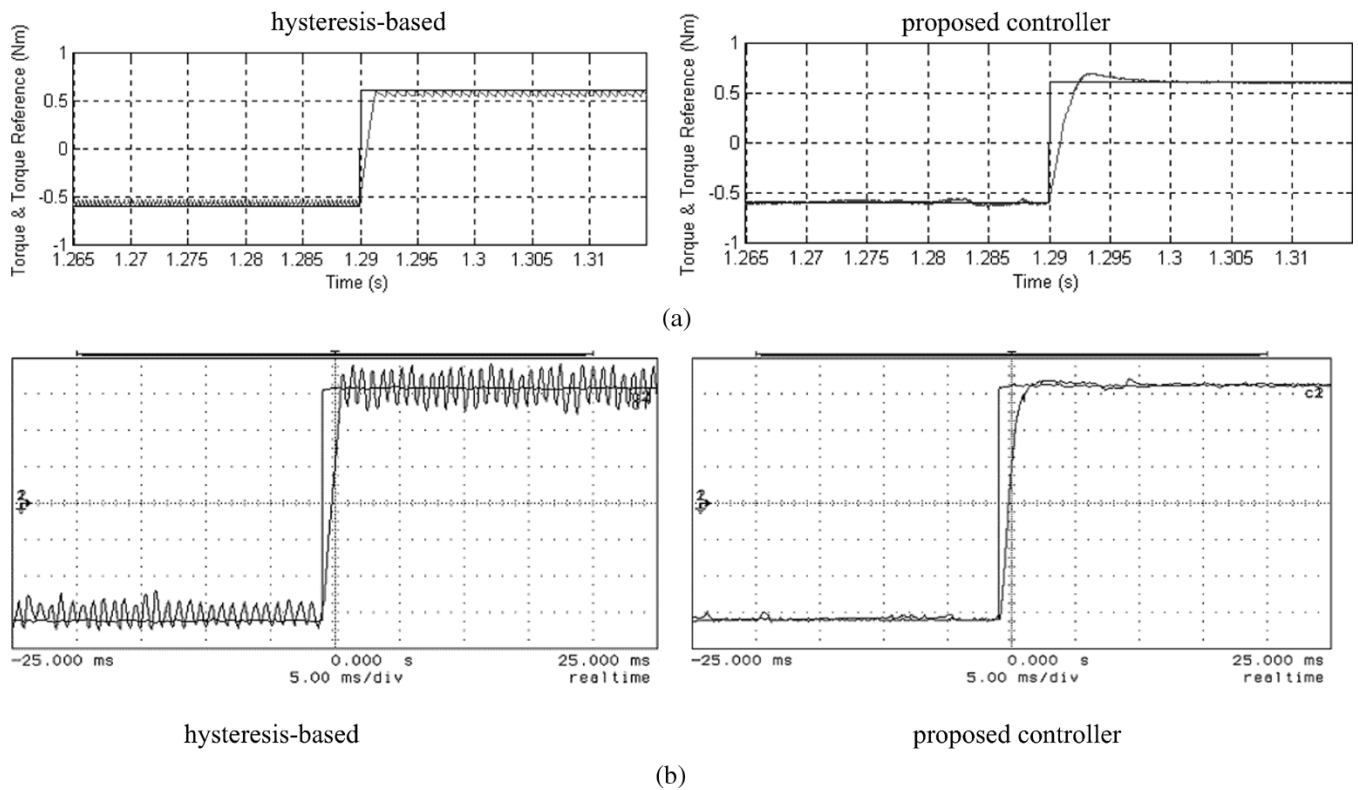 hysteresis-based
proposed controller
Torque & Torque Reference (Nm)
1
0.5
0
-0.5
-1
1.265 1.27 1.275 1.28 1.285 1.29 1.295 1.3 1.305 1.31
Time (s)
Torque & Torque Reference (Nm)
1
0.5
0
-0.5
-1
1.265 1.27 1.275 1.28 1.285 1.29 1.295 1.3 1.305 1.31
Time (s)
(a)
2
-25.000 ms 0.000 s 25.000 ms
5.00 ms/div realtime
c2
2
-25.000 ms 0.000 s 25.000 ms
5.00 ms/div realtime
hysteresis-based
proposed controller
(b)